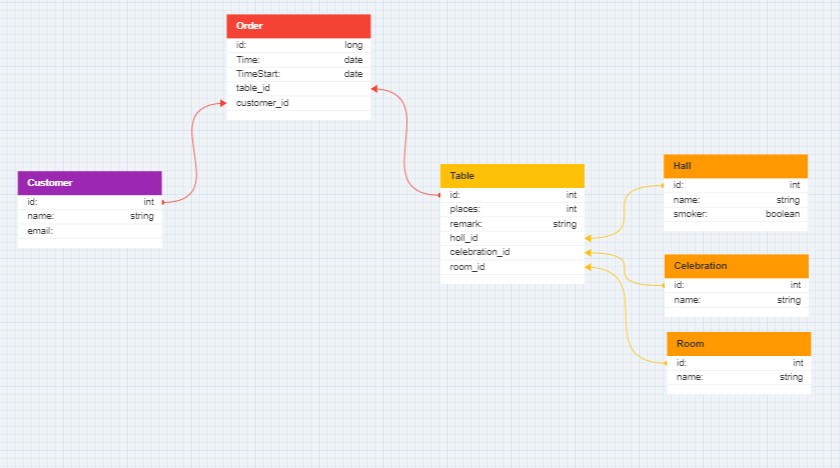 Order
id: long
Time: date
TimeStart: date
table_id
customer_id
Customer
id: int
name: string
email:
Table
id: int
places: int
remark: string
holl_id
celebration_id
room_id
Hall
id: int
name: string
smoker: boolean
Celebration
id: int
name: string
Room
id: int
name: string